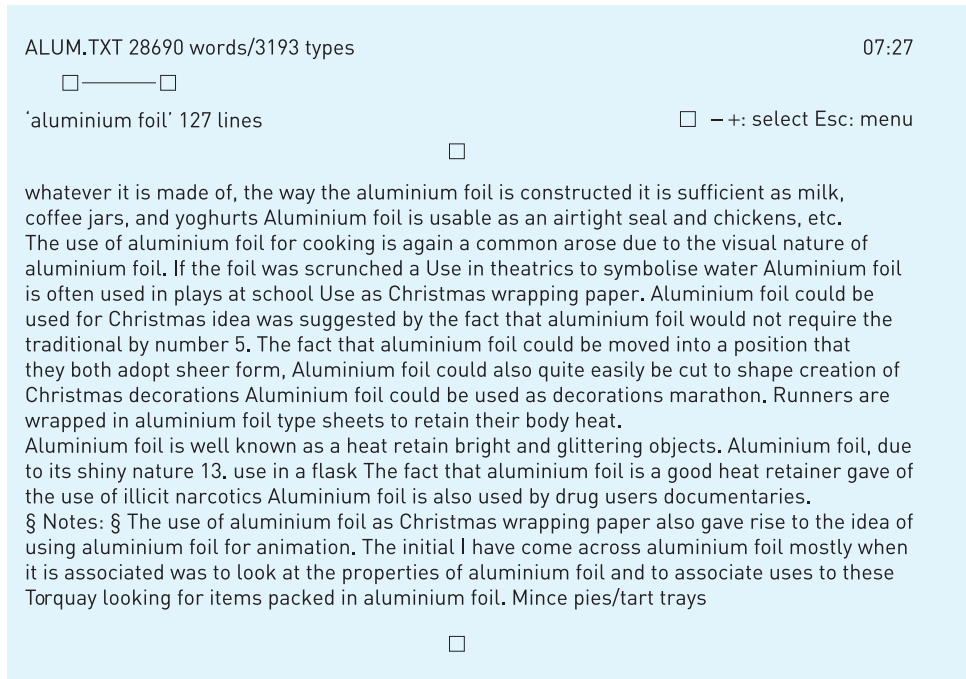 ALUM.TXT 28690 words/3193 types 07:27
□———□
‘aluminium foil’ 127 lines □ –+: select Esc: menu
□
whatever it is made of, the way the aluminium foil is constructed it is sufficient as milk,
coffee jars, and yoghurts Aluminium foil is usable as an airtight seal and chickens, etc.
The use of aluminium foil for cooking is again a common arose due to the visual nature of
aluminium foil. If the foil was scrunched a Use in theatrics to symbolise water Aluminium foil
is often used in plays at school Use as Christmas wrapping paper. Aluminium foil could be
used for Christmas idea was suggested by the fact that aluminium foil would not require the
traditional by number 5. The fact that aluminium foil could be moved into a position that
they both adopt sheer form, Aluminium foil could also quite easily be cut to shape creation of
Christmas decorations Aluminium foil could be used as decorations marathon. Runners are
wrapped in aluminium foil type sheets to retain their body heat.
Aluminium foil is well known as a heat retain bright and glittering objects. Aluminium foil, due
to its shiny nature 13. use in a flask The fact that aluminium foil is a good heat retainer gave of
the use of illicit narcotics Aluminium foil is also used by drug users documentaries.
§ Notes: § The use of aluminium foil as Christmas wrapping paper also gave rise to the idea of
using aluminium foil for animation. The initial I have come across aluminium foil mostly when
it is associated was to look at the properties of aluminium foil and to associate uses to these
Torquay looking for items packed in aluminium foil. Mince pies/tart trays
□